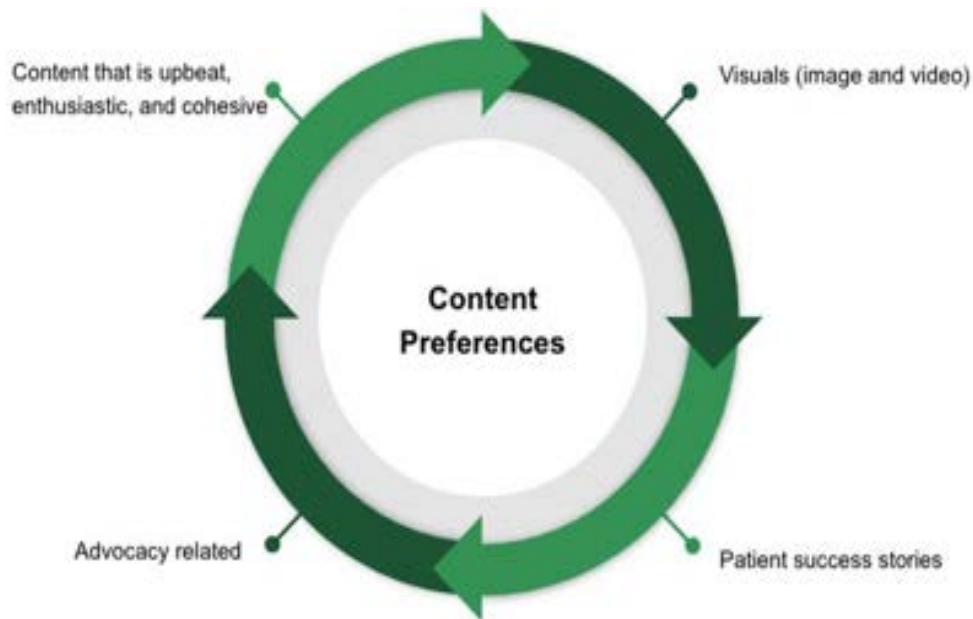 Content that is upbeat,
enthusiastic, and cohesive
Visuals (image and video)
Content
Preferences
Advocacy related
Patient success stories